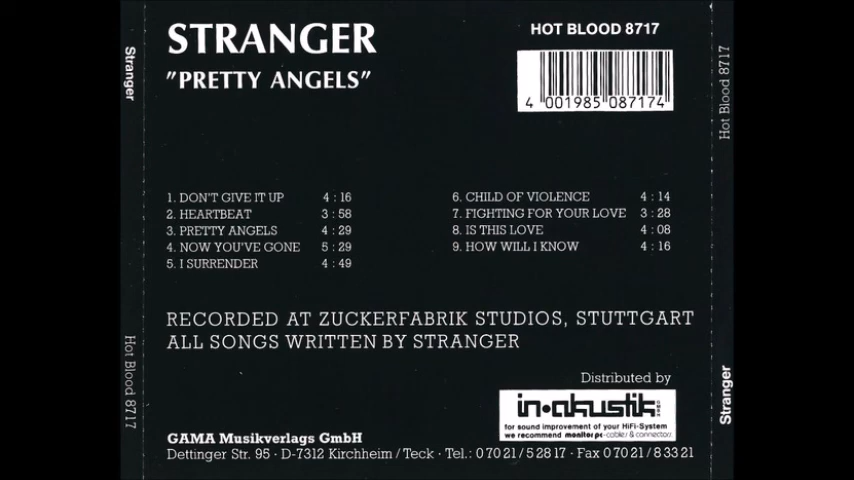 STRANGER
"PRETTY ANGELS"
HOT BLOOD 8717
4 001985 087174
Stranger
Hot Blood 8717
1. DON'T GIVE IT UP 4 : 16
2. HEARTBEAT 3 : 58
3. PRETTY ANGELS 4 : 29
4. NOW YOU'VE GONE 5 : 29
5. I SURRENDER 4 : 49
6. CHILD OF VIOLENCE 4 : 14
7. FIGHTING FOR YOUR LOVE 3 : 28
8. IS THIS LOVE 4 : 08
9. HOW WILL I KNOW 4 : 16
RECORDED AT ZUCKERFABRIK STUDIOS, STUTTGART
ALL SONGS WRITTEN BY STRANGER
Hot Blood 8717
Stranger
Distributed by
in-akustik
for sound improvement of your HiFi-System
we recommend monitor pc-cables & connectors
GAMA Musikverlags GmbH
Dettinger Str. 95 · D-7312 Kirchheim / Teck · Tel.: 0 70 21 / 5 28 17 · Fax 0 70 21 / 8 33 21